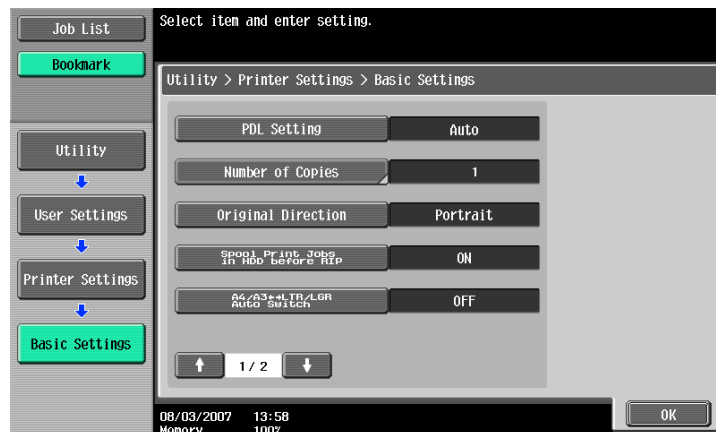 Job List
Select item and enter setting.
Bookmark
Utility > Printer Settings > Basic Settings
PDL Setting
Auto
Utility
Number of Copies
1
User Settings
Original Direction
Portrait
Spool Print Jobs
in HDD before RIP
ON
Printer Settings
A4/A3↔LTR/LGR
Auto Switch
OFF
Basic Settings
1/ 2
08/03/2007 13:58
Memory 100%
OK